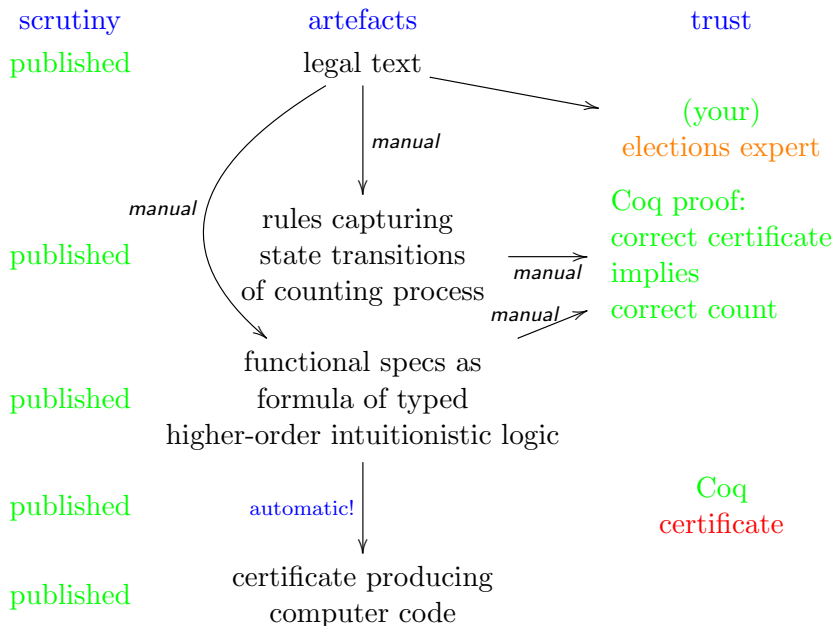 scrutiny artefacts trust
published legal text
(your)
elections expert
manual
manual
published
rules capturing
state transitions
of counting process
manual
manual
Coq proof:
correct certificate
implies
correct count
published
functional specs as
formula of typed
higher-order intuitionistic logic
published
automatic!
Coq
certificate
published
certificate producing
computer code